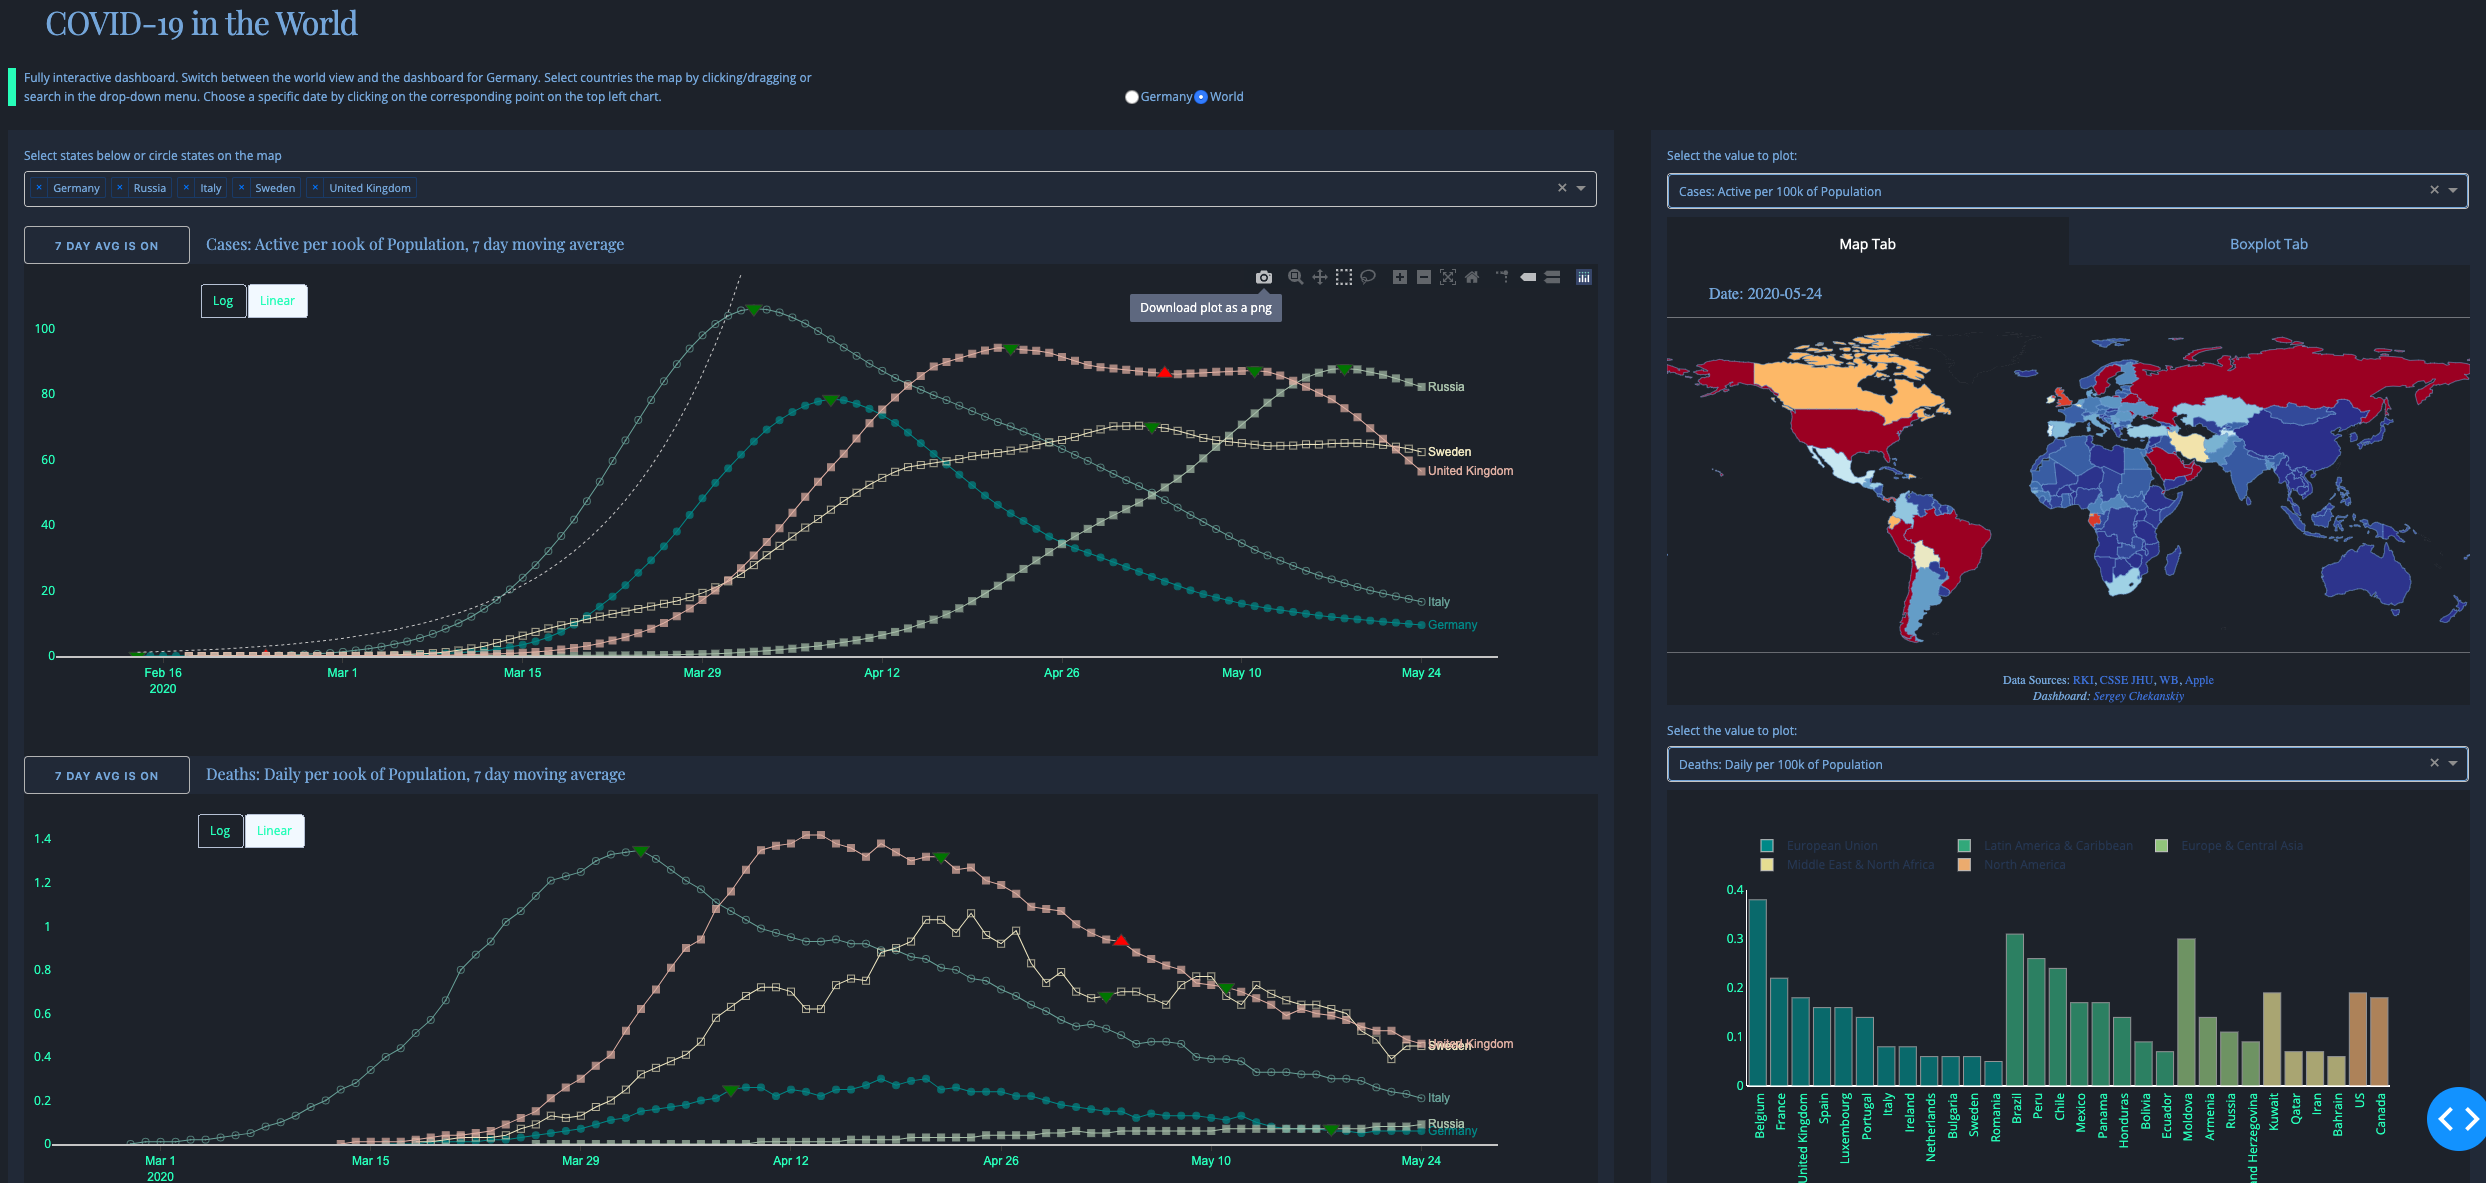 COVID-19 in the World
Fully interactive dashboard. Switch between the world view and the dashboard for Germany. Select countries the map by clicking/dragging or
search in the drop-down menu. Choose a specific date by clicking on the corresponding point on the top left chart.
Germany World
Select states below or circle states on the map
× Germany × Russia × Italy × Sweden × United Kingdom
7 DAY AVG IS ON
Cases: Active per 100k of Population, 7 day moving average
Log Linear
Download plot as a png
100
80
60
40
20
0
Russia
Sweden
United Kingdom
Italy
Germany
Feb 16 Mar 1 Mar 15 Mar 29 Apr 12 Apr 26 May 10 May 24
2020
7 DAY AVG IS ON
Deaths: Daily per 100k of Population, 7 day moving average
Log Linear
1.4
1.2
1
0.8
0.6
0.4
0.2
0
United Kingdom
Sweden
Italy
Russia
Germany
Mar 1 Mar 15 Mar 29 Apr 12 Apr 26 May 10 May 24
2020
Select the value to plot:
Cases: Active per 100k of Population
Map Tab
Boxplot Tab
Date: 2020-05-24
Data Sources: RKI, CSSE JHU, WB, Apple
Dashboard: Sergey Chekanskiy
Select the value to plot:
Deaths: Daily per 100k of Population
European Union Latin America & Caribbean Europe & Central Asia
Middle East & North Africa North America
0.4
0.3
0.2
0.1
0
Belgium
France
United Kingdom
Spain
Luxembourg
Portugal
Italy
Ireland
Netherlands
Bulgaria
Sweden
Romania
Brazil
Peru
Chile
Mexico
Panama
Honduras
Bolivia
Ecuador
Moldova
Armenia
Russia
and Herzegovina
Kuwait
Qatar
Iran
Bahrain
US
Canada